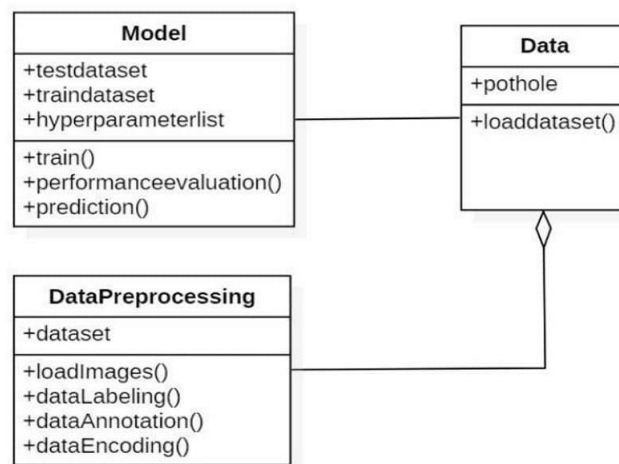 Model
+testdataset
+traindataset
+hyperparameterlist
+train()
+performanceevaluation()
+prediction()
Data
+pothole
+loaddataset()
DataPreprocessing
+dataset
+loadImages()
+dataLabeling()
+dataAnnotation()
+dataEncoding()